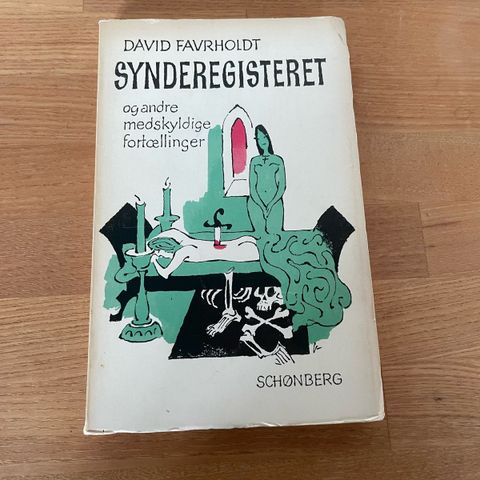 DAVID FAVRHOLDT
SYNDEREGISTERET
og andre
medskyldige
fortællinger
SCHØNBERG